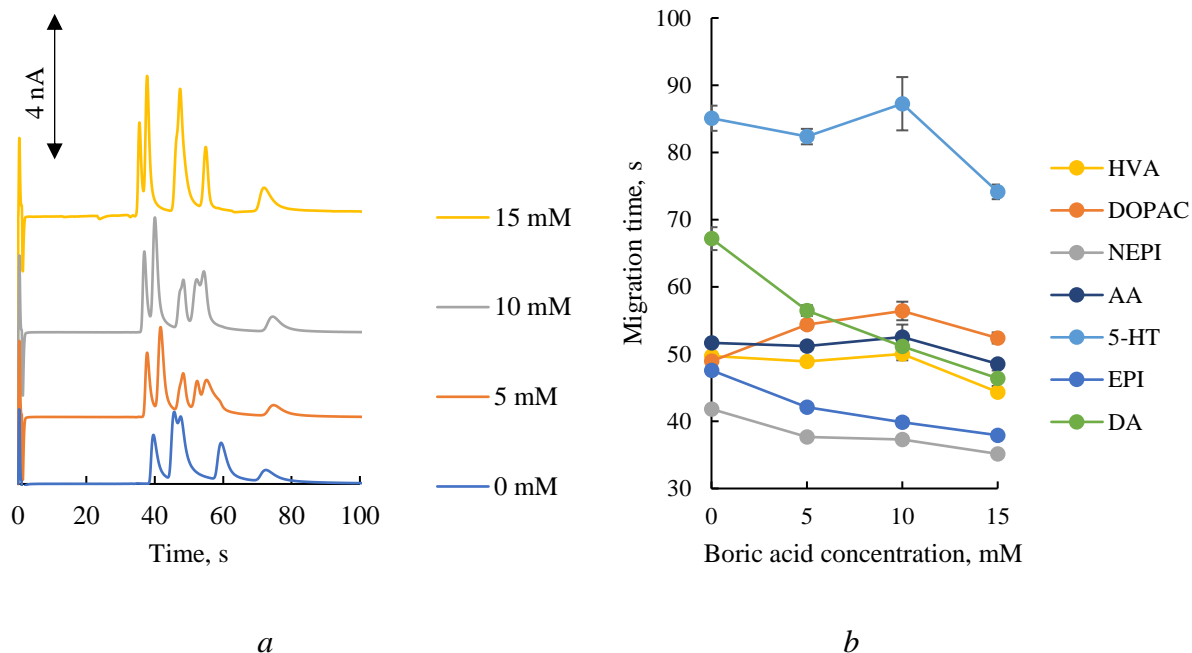 4 nA
15 mM
10 mM
5 mM
0 mM
0 20 40 60 80 100
Time, s
a
100
90
80
70
60
50
40
30
Migration time, s
0 5 10 15
Boric acid concentration, mM
HVA
DOPAC
NEPI
AA
5-HT
EPI
DA
b